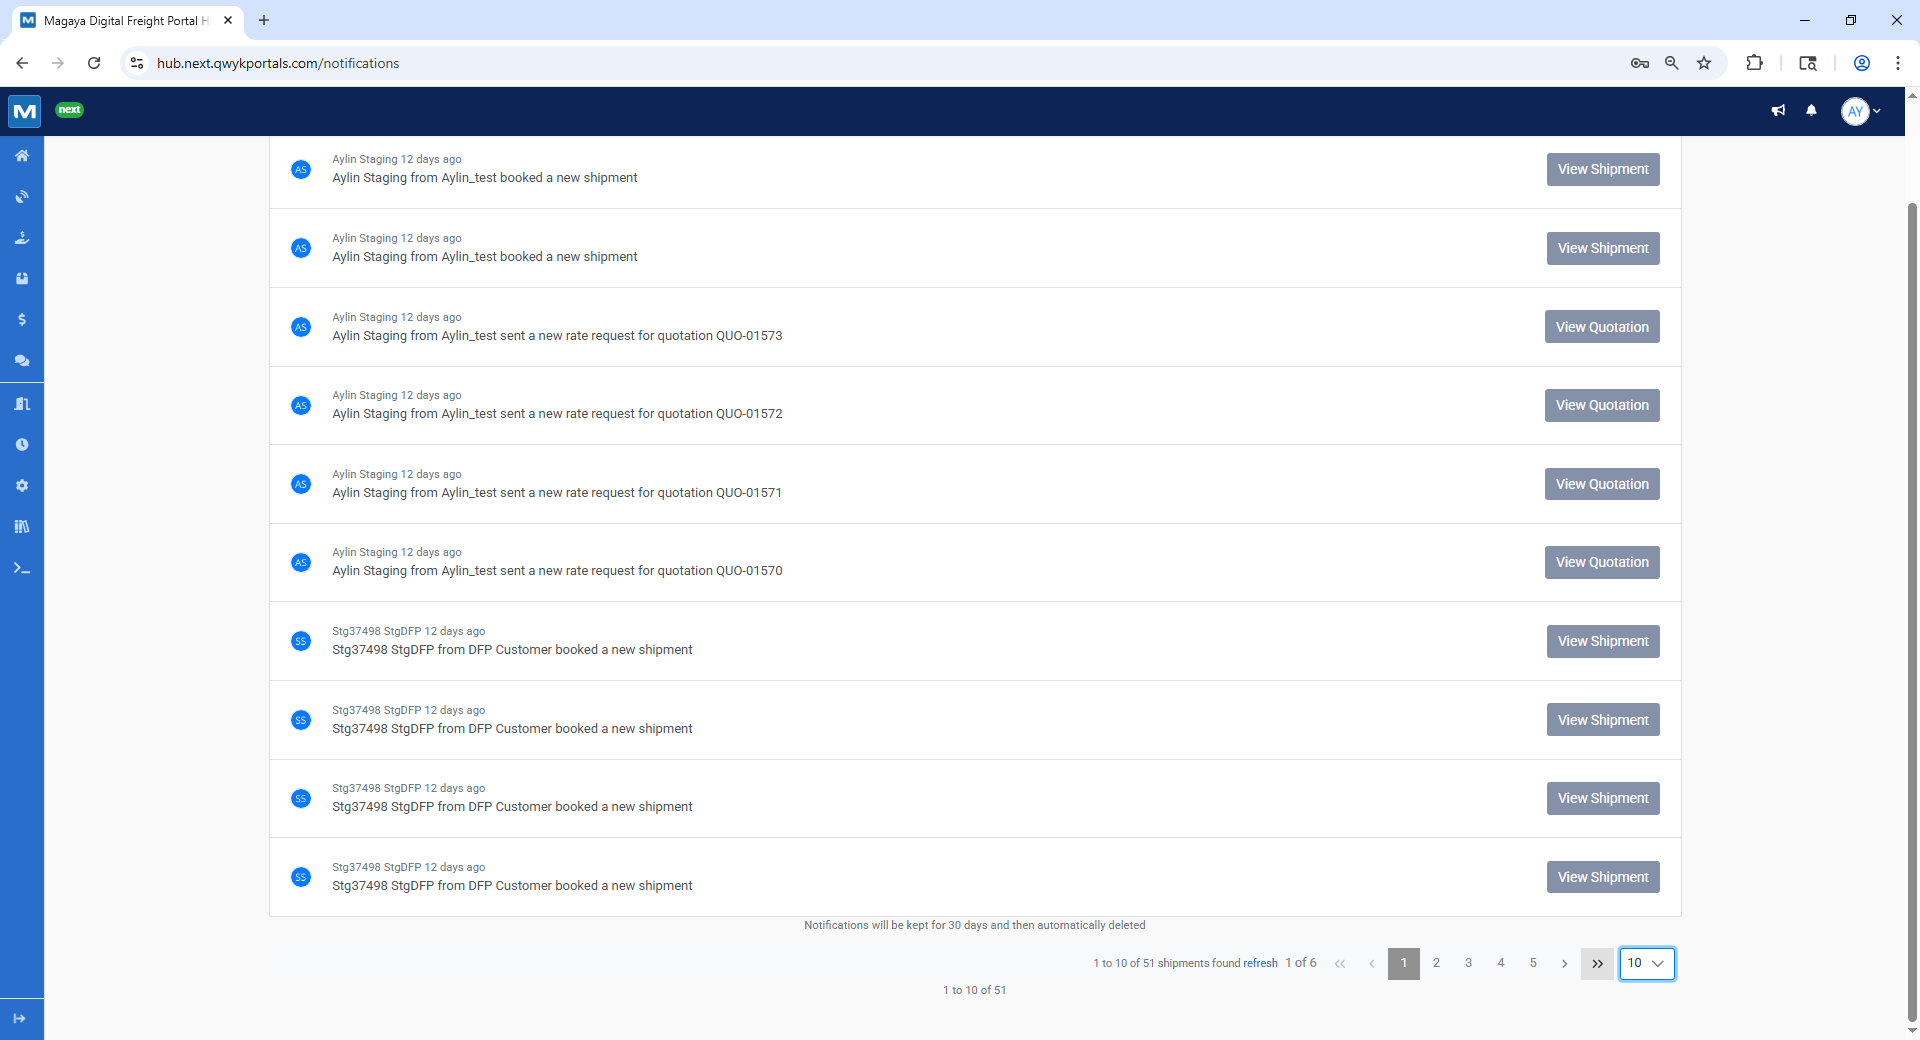 Magaya Digital Freight Portal H
hub.next.qwykportals.com/notifications
M next AY
AS Aylin Staging 12 days ago
Aylin Staging from Aylin_test booked a new shipment
View Shipment
AS Aylin Staging 12 days ago
Aylin Staging from Aylin_test booked a new shipment
View Shipment
AS Aylin Staging 12 days ago
Aylin Staging from Aylin_test sent a new rate request for quotation QUO-01573
View Quotation
AS Aylin Staging 12 days ago
Aylin Staging from Aylin_test sent a new rate request for quotation QUO-01572
View Quotation
AS Aylin Staging 12 days ago
Aylin Staging from Aylin_test sent a new rate request for quotation QUO-01571
View Quotation
AS Aylin Staging 12 days ago
Aylin Staging from Aylin_test sent a new rate request for quotation QUO-01570
View Quotation
SS Stg37498 StgDFP 12 days ago
Stg37498 StgDFP from DFP Customer booked a new shipment
View Shipment
SS Stg37498 StgDFP 12 days ago
Stg37498 StgDFP from DFP Customer booked a new shipment
View Shipment
SS Stg37498 StgDFP 12 days ago
Stg37498 StgDFP from DFP Customer booked a new shipment
View Shipment
SS Stg37498 StgDFP 12 days ago
Stg37498 StgDFP from DFP Customer booked a new shipment
View Shipment
Notifications will be kept for 30 days and then automatically deleted
1 to 10 of 51 shipments found refresh 1 of 6 « ‹ 1 2 3 4 5 › » 10
1 to 10 of 51